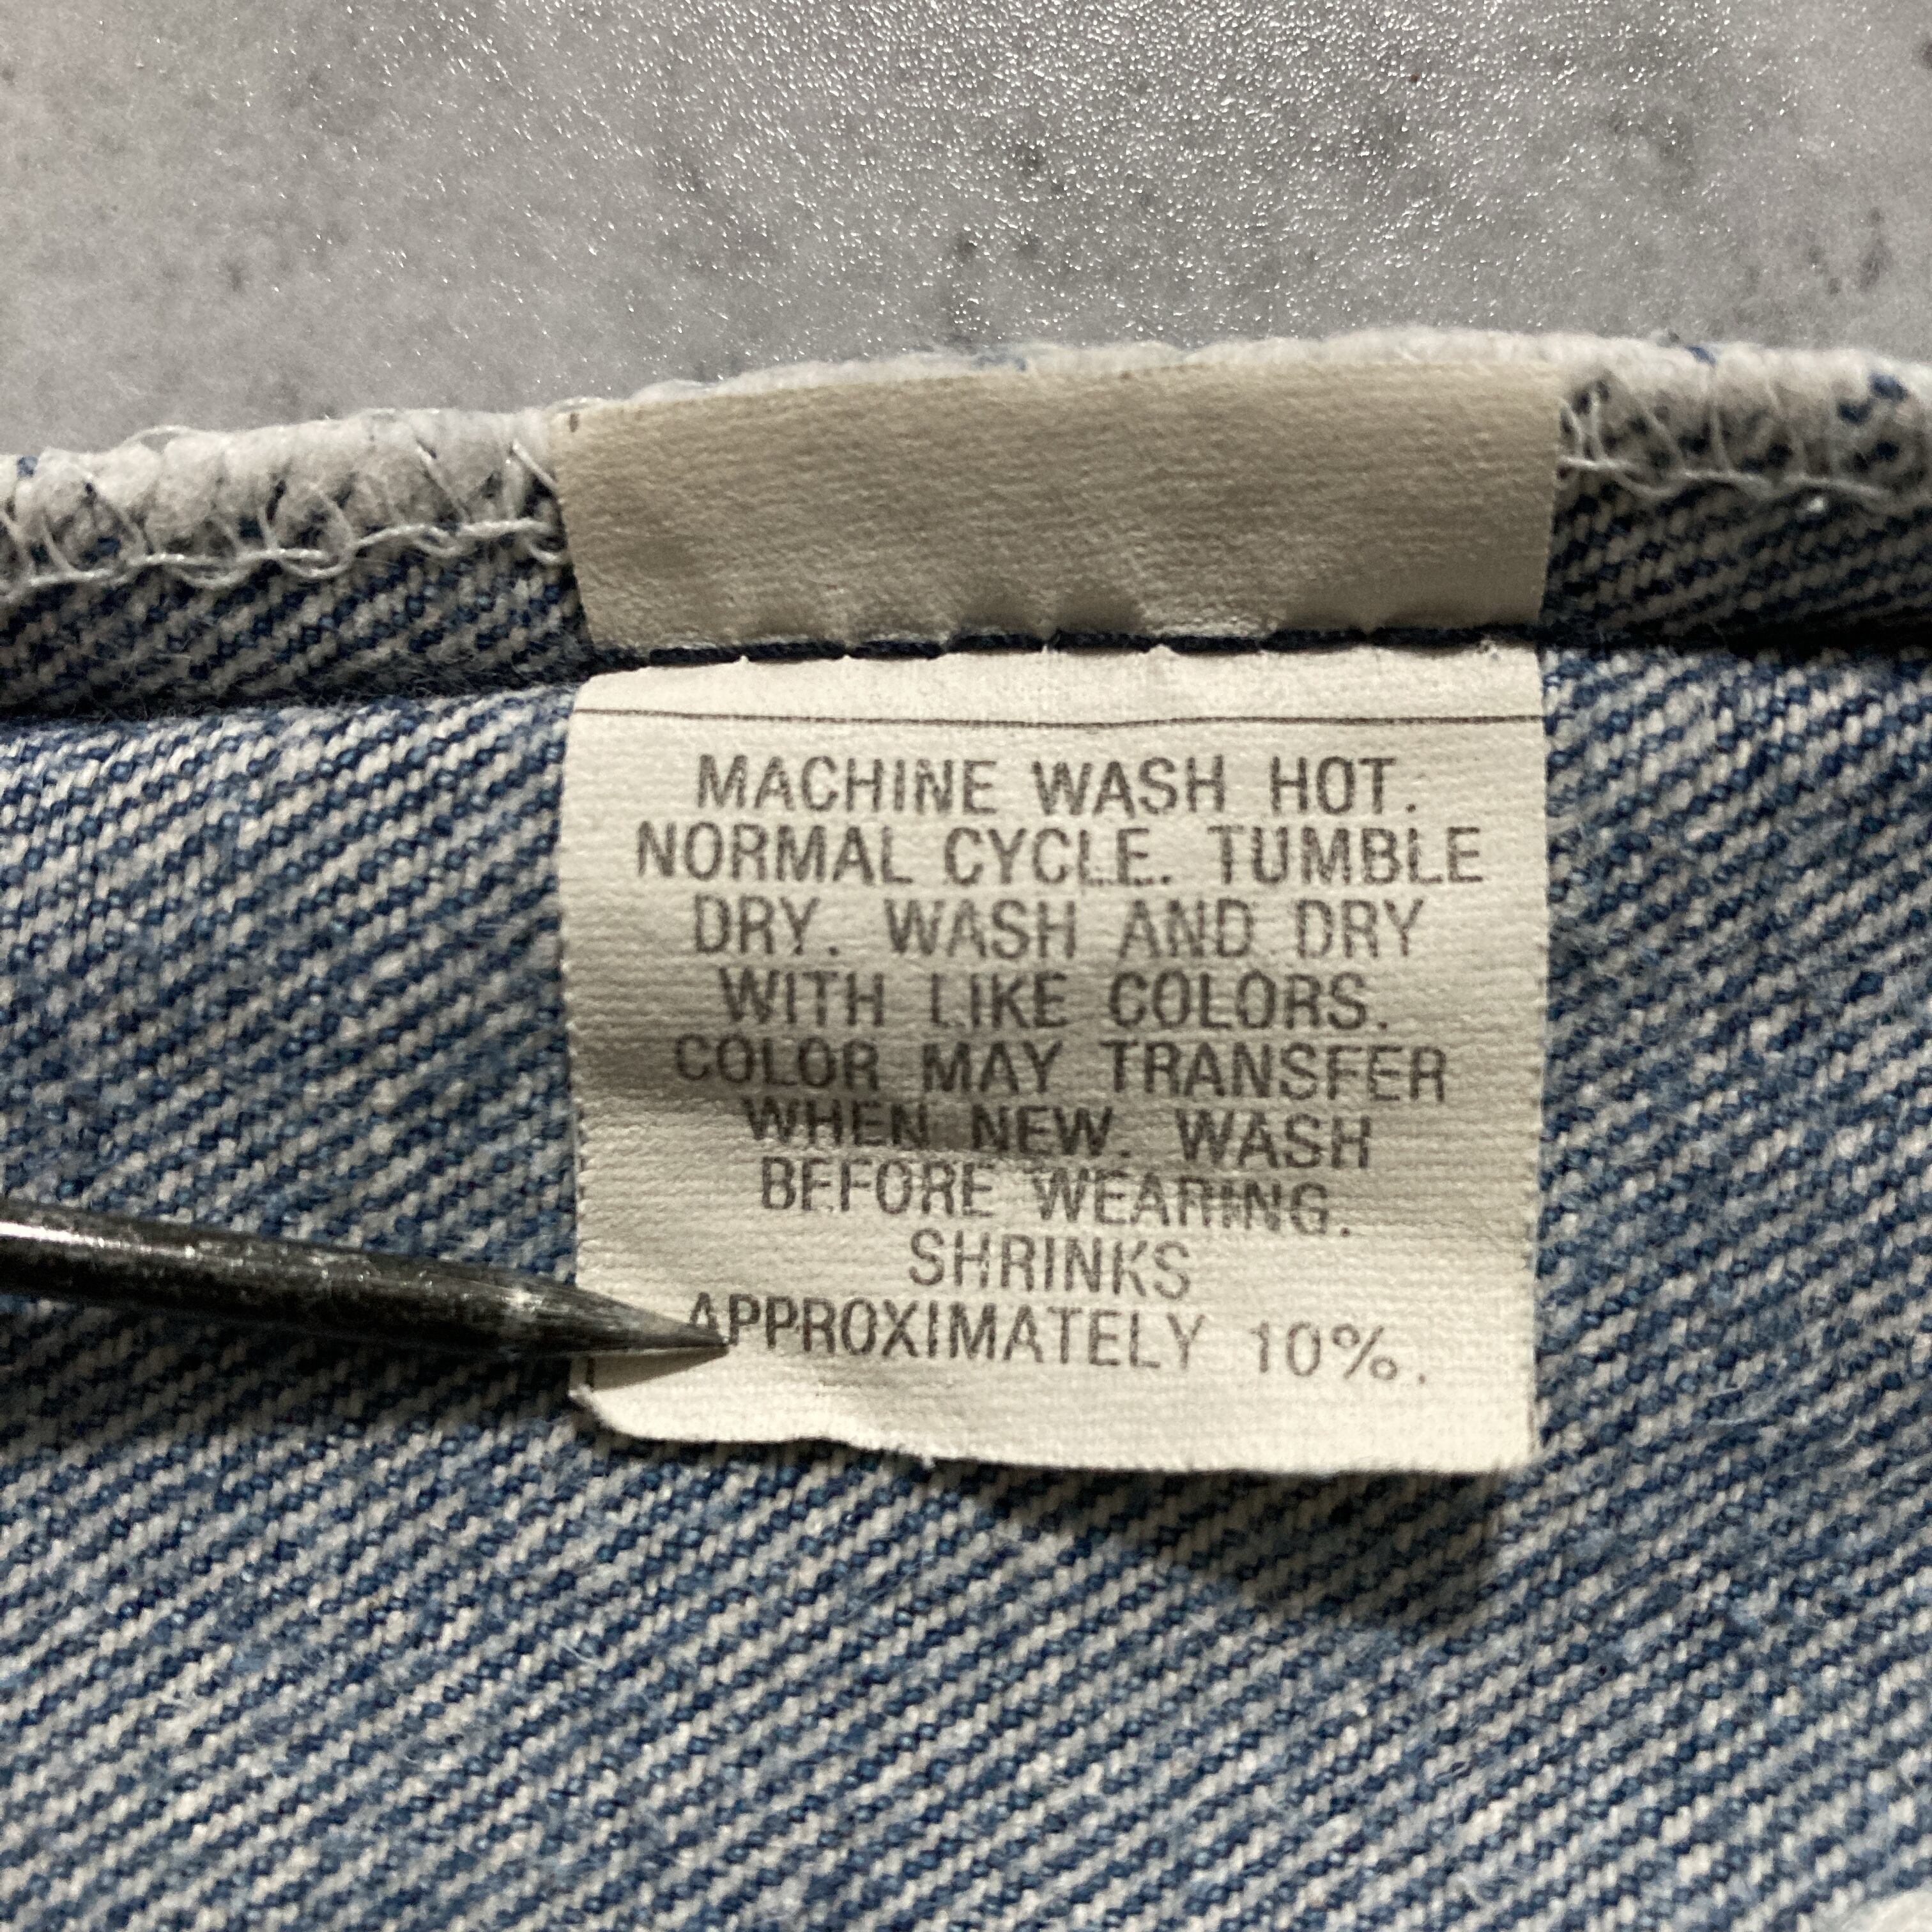 MACHINE WASH HOT.
NORMAL CYCLE. TUMBLE
DRY. WASH AND DRY
WITH LIKE COLORS.
COLOR MAY TRANSFER
WHEN NEW. WASH
BEFORE WEARING.
SHRINKS
APPROXIMATELY 10%.